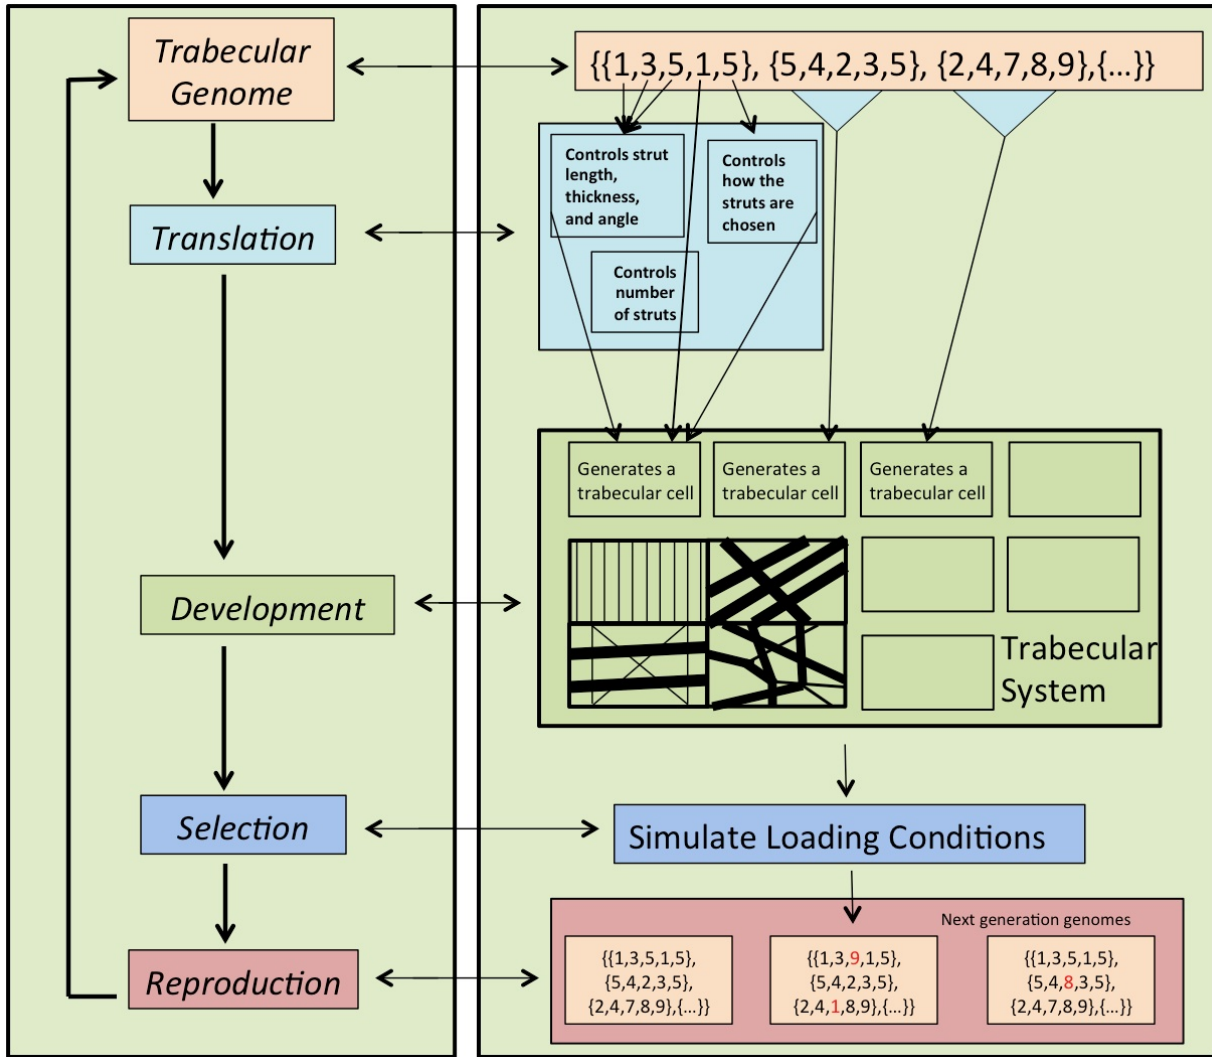 Trabecular
Genome
Translation
Development
Selection
Reproduction
{{1,3,5,1,5}, {5,4,2,3,5}, {2,4,7,8,9},{...}}
Controls strut
length,
thickness,
and angle
Controls
how the
struts are
chosen
Controls
number
of struts
Generates a
trabecular cell
Generates a
trabecular cell
Generates a
trabecular cell
Trabecular
System
Simulate Loading Conditions
Next generation genomes
{{1,3,5,1,5},
{5,4,2,3,5},
{2,4,7,8,9},{...}}
{{1,3,9,1,5},
{5,4,2,3,5},
{2,4,1,8,9},{...}}
{{1,3,5,1,5},
{5,4,8,3,5},
{2,4,7,8,9},{...}}